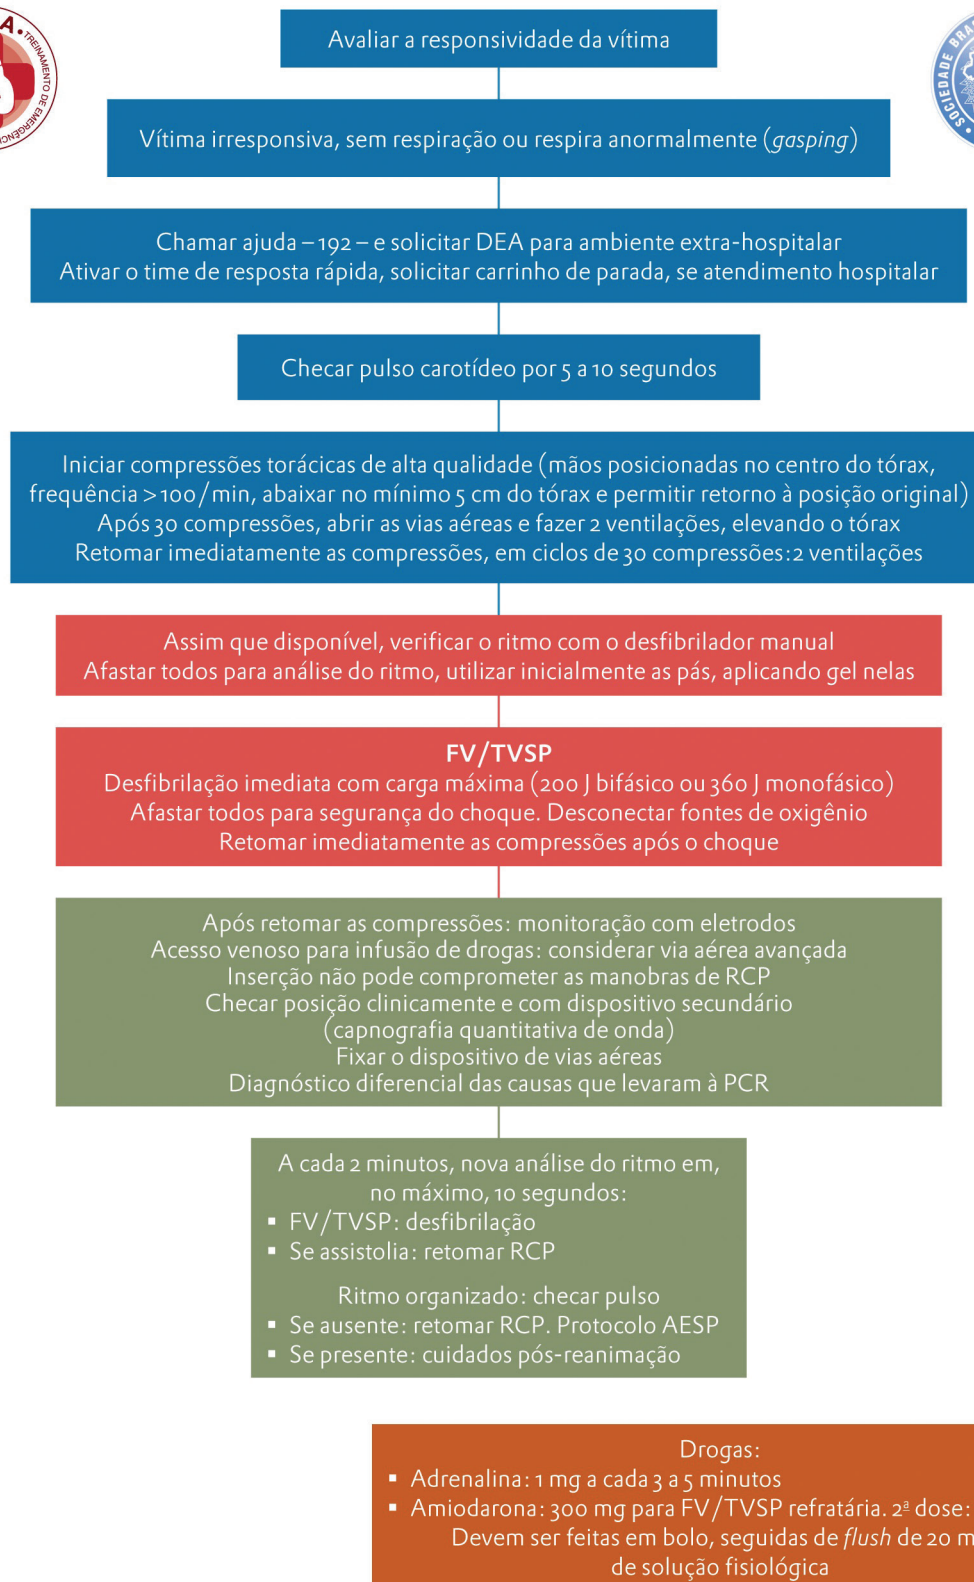 A. • TREINAMENTO DE EMERGÊNCI
SOCIEDADE BRA
Avaliar a responsividade da vítima
Vítima irresponsiva, sem respiração ou respira anormalmente (gasping)
Chamar ajuda – 192 – e solicitar DEA para ambiente extra-hospitalar
Ativar o time de resposta rápida, solicitar carrinho de parada, se atendimento hospitalar
Checar pulso carotídeo por 5 a 10 segundos
Iniciar compressões torácicas de alta qualidade (mãos posicionadas no centro do tórax,
frequência >100/min, abaixar no mínimo 5 cm do tórax e permitir retorno à posição original)
Após 30 compressões, abrir as vias aéreas e fazer 2 ventilações, elevando o tórax
Retomar imediatamente as compressões, em ciclos de 30 compressões:2 ventilações
Assim que disponível, verificar o ritmo com o desfibrilador manual
Afastar todos para análise do ritmo, utilizar inicialmente as pás, aplicando gel nelas
FV/TVSP
Desfibrilação imediata com carga máxima (200 J bifásico ou 360 J monofásico)
Afastar todos para segurança do choque. Desconectar fontes de oxigênio
Retomar imediatamente as compressões após o choque
Após retomar as compressões: monitoração com eletrodos
Acesso venoso para infusão de drogas: considerar via aérea avançada
Inserção não pode comprometer as manobras de RCP
Checar posição clinicamente e com dispositivo secundário
(capnografia quantitativa de onda)
Fixar o dispositivo de vias aéreas
Diagnóstico diferencial das causas que levaram à PCR
A cada 2 minutos, nova análise do ritmo em,
no máximo, 10 segundos:
▪ FV/TVSP: desfibrilação
▪ Se assistolia: retomar RCP
Ritmo organizado: checar pulso
▪ Se ausente: retomar RCP. Protocolo AESP
▪ Se presente: cuidados pós-reanimação
Drogas:
▪ Adrenalina: 1 mg a cada 3 a 5 minutos
▪ Amiodarona: 300 mg para FV/TVSP refratária. 2ª dose:
Devem ser feitas em bolo, seguidas de flush de 20 m
de solução fisiológica